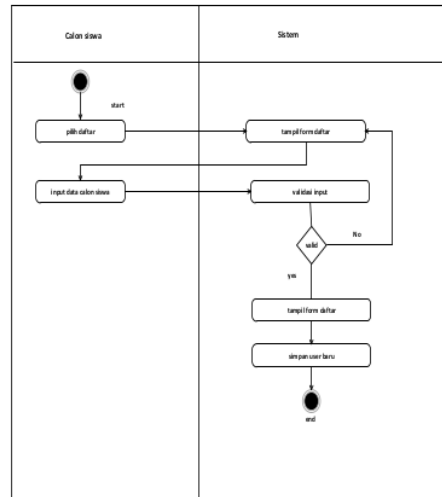 Calon siswa
Sistem
start
pilih daftar
tampil form daftar
input data calon siswa
validasi input
valid
No
yes
tampil form daftar
simpan user baru
end